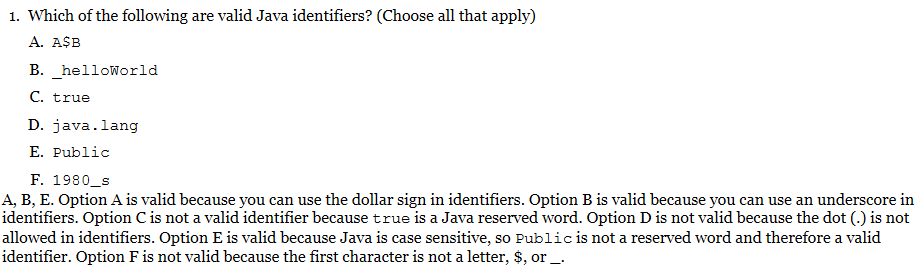 1. Which of the following are valid Java identifiers? (Choose all that apply)
A. A$B
B. _helloWorld
C. true
D. java.lang
E. Public
F. 1980_s
A, B, E. Option A is valid because you can use the dollar sign in identifiers. Option B is valid because you can use an underscore in
identifiers. Option C is not a valid identifier because true is a Java reserved word. Option D is not valid because the dot (.) is not
allowed in identifiers. Option E is valid because Java is case sensitive, so Public is not a reserved word and therefore a valid
identifier. Option F is not valid because the first character is not a letter, $, or _.